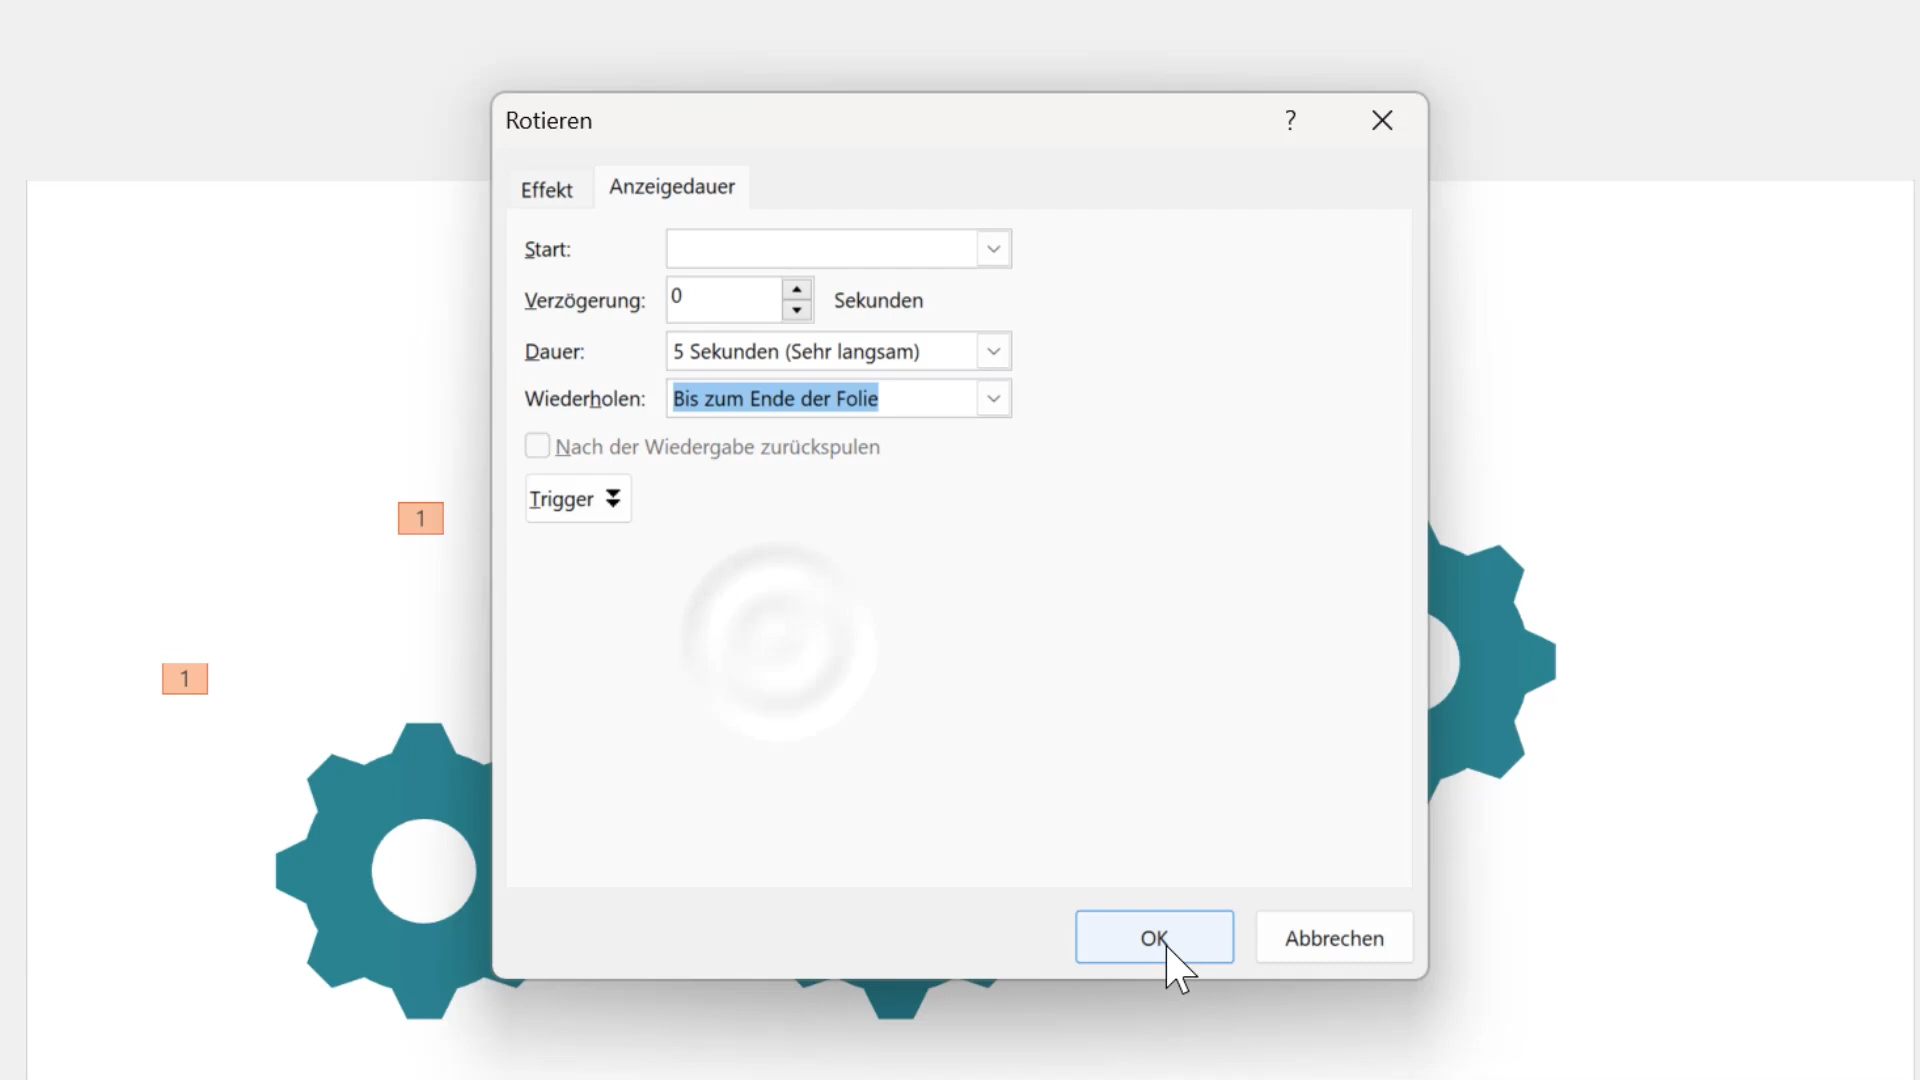 Rotieren
?
Effekt
Anzeigedauer
Start:
Verzögerung:
0
Sekunden
Dauer:
5 Sekunden (Sehr langsam)
Wiederholen:
Bis zum Ende der Folie
Nach der Wiedergabe zurückspulen
Trigger
1
1
OK
Abbrechen